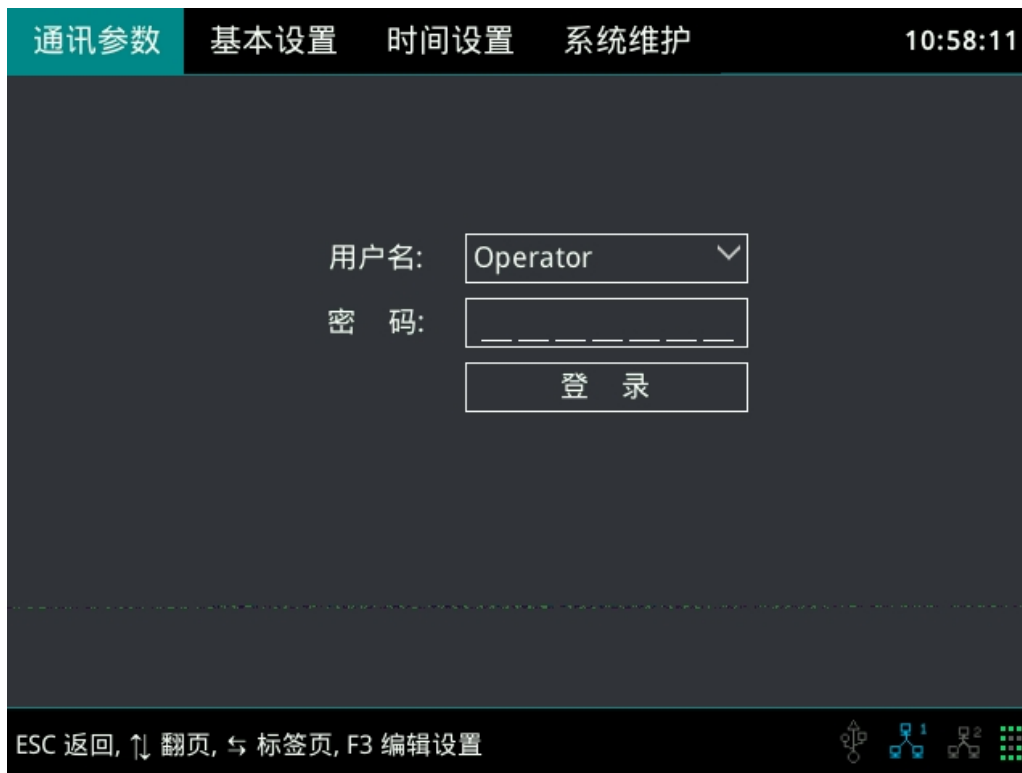 通讯参数 基本设置 时间设置 系统维护 10:58:11
用户名: Operator
密 码: _ _ _ _ _ _ _
登 录
ESC 返回, ⇅ 翻页, ⇆ 标签页, F3 编辑设置 1 2